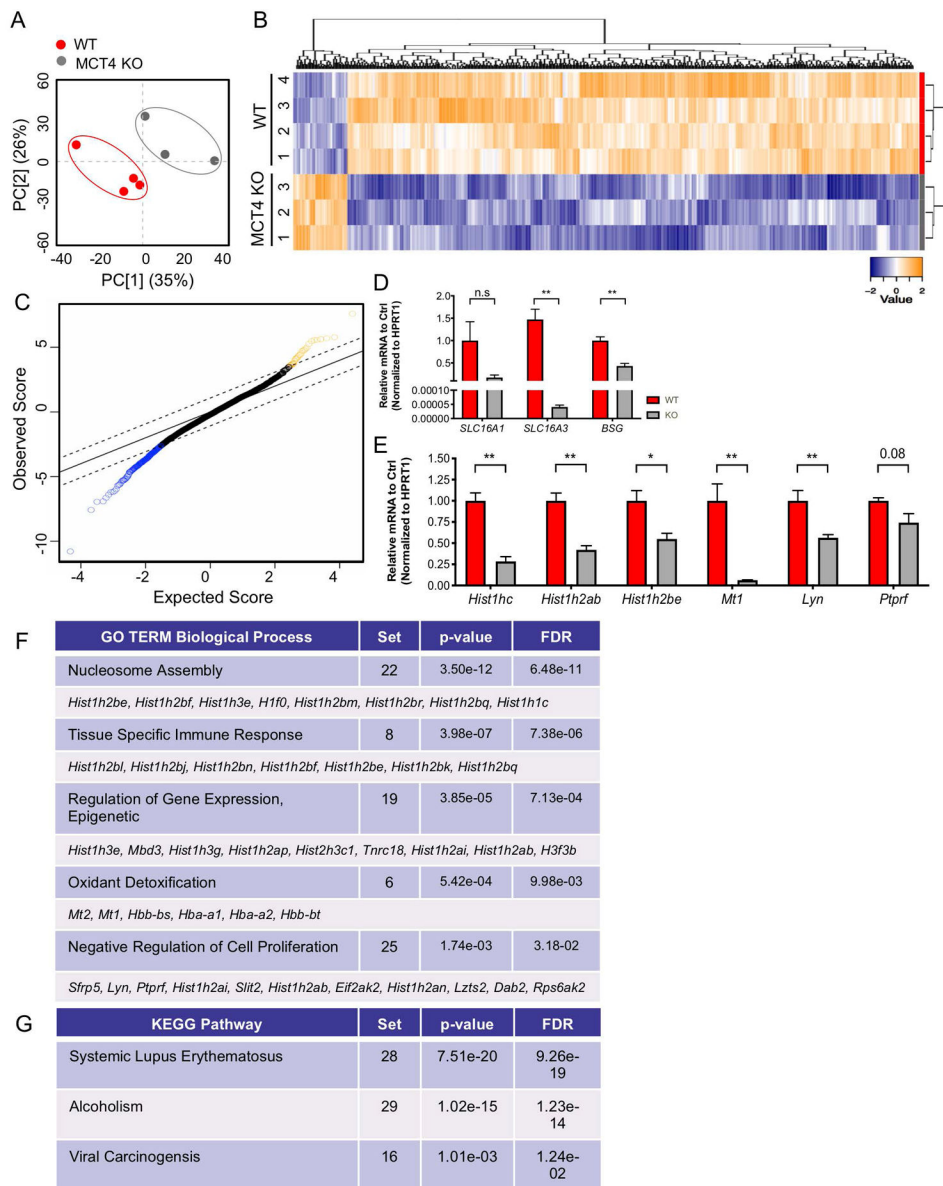 A
WT
MCT4 KO
60
30
0
-30
-60
PC[2] (26%)
-40
-20
0
20
40
PC[1] (35%)
B
WT
4
3
2
1
MCT4 KO
3
2
1
−2
0
2
Value
C
5
0
-5
-10
Observed Score
-4
-2
0
2
4
Expected Score
D
n.s
**
**
Relative mRNA to Ctrl
(Normalized to HPRT1)
2.0
1.5
1.0
0.5
0.00010
0.00005
0.00000
SLC16A1
SLC16A3
BSG
WT
KO
E
**
**
*
**
**
0.08
Relative mRNA to Ctrl
(Normalized to HPRT1)
1.50
1.25
1.00
0.75
0.50
0.25
0.00
Hist1hc
Hist1h2ab
Hist1h2be
Mt1
Lyn
Ptprf
F
GO TERM Biological Process Set p-value FDR
Nucleosome Assembly 22 3.50e-12 6.48e-11
Hist1h2be, Hist1h2bf, Hist1h3e, H1f0, Hist1h2bm, Hist1h2br, Hist1h2bq, Hist1h1c
Tissue Specific Immune Response 8 3.98e-07 7.38e-06
Hist1h2bl, Hist1h2bj, Hist1h2bn, Hist1h2bf, Hist1h2be, Hist1h2bk, Hist1h2bq
Regulation of Gene Expression, 19 3.85e-05 7.13e-04
Epigenetic
Hist1h3e, Mbd3, Hist1h3g, Hist1h2ap, Hist2h3c1, Tnrc18, Hist1h2ai, Hist1h2ab, H3f3b
Oxidant Detoxification 6 5.42e-04 9.98e-03
Mt2, Mt1, Hbb-bs, Hba-a1, Hba-a2, Hbb-bt
Negative Regulation of Cell Proliferation 25 1.74e-03 3.18-02
Sfrp5, Lyn, Ptprf, Hist1h2ai, Slit2, Hist1h2ab, Eif2ak2, Hist1h2an, Lzts2, Dab2, Rps6ak2
G
KEGG Pathway Set p-value FDR
Systemic Lupus Erythematosus 28 7.51e-20 9.26e-
19
Alcoholism 29 1.02e-15 1.23e-
14
Viral Carcinogensis 16 1.01e-03 1.24e-
02